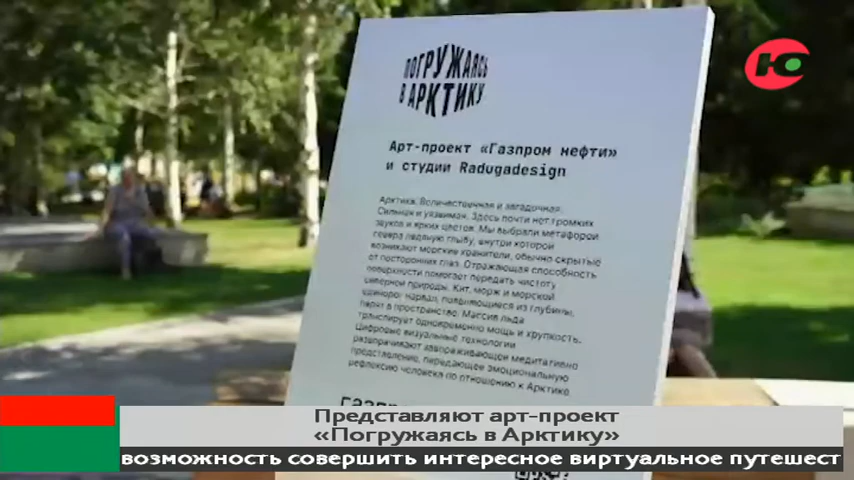 ПОГРУЖАЯСЬ
В АРКТИКУ
Ю
Арт-проект «Газпром нефти»
и студии Radugadesign
Арктика. Величественная и загадочная.
Сильная и уязвимая. Здесь почти нет громких
звуков и ярких цветов. Мы выбрали метафорой
севера ледяную глыбу, внутри которой
возникают морские хранители, обычно скрытые
от посторонних глаз. Отражающая способность
поверхности помогает передать чистоту
северной природы. Кит, морж и морской
единорог нарвал, появляющиеся из глубины,
парят в пространстве. Массив льда
транслирует одновременно мощь и хрупкость.
Цифровые визуальные технологии
разворачивают завораживающее медитативно
представление, передающее эмоциональную
рефлексию человека по отношению к Арктике
Представляют арт-проект
«Погружаясь в Арктику»
возможность совершить интересное виртуальное путешест